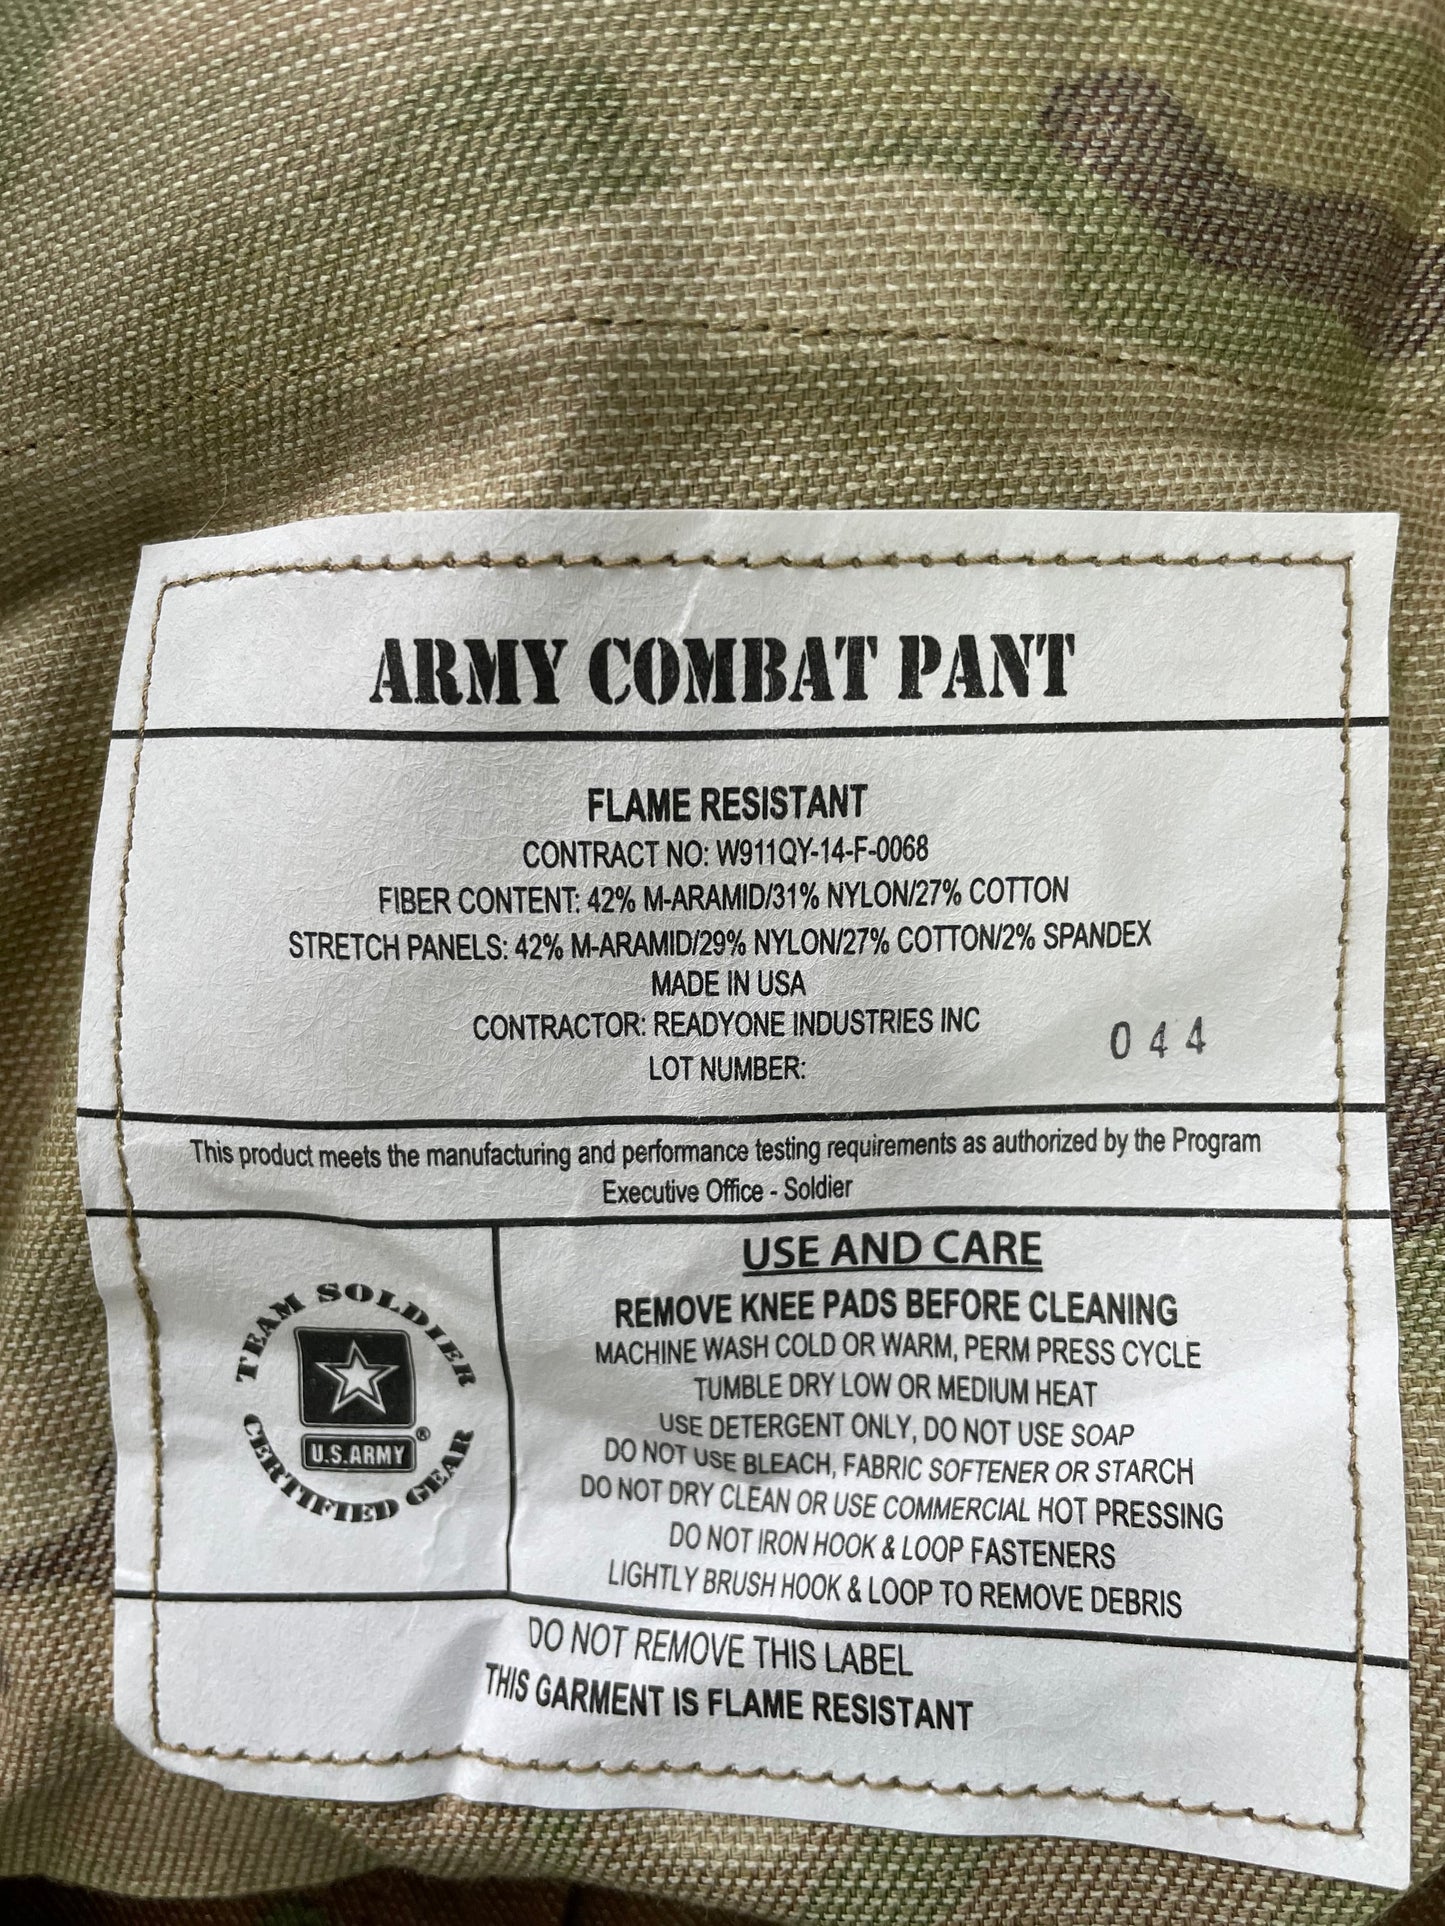 ARMY COMBAT PANT
FLAME RESISTANT
CONTRACT NO: W911QY-14-F-0068
FIBER CONTENT: 42% M-ARAMID/31% NYLON/27% COTTON
STRETCH PANELS: 42% M-ARAMID/29% NYLON/27% COTTON/2% SPANDEX
MADE IN USA
CONTRACTOR: READYONE INDUSTRIES INC
044
LOT NUMBER:
This product meets the manufacturing and performance testing requirements as authorized by the Program
Executive Office - Soldier
TEAM SOLDIER
U.S.ARMY ®
CERTIFIED GEAR
USE AND CARE
REMOVE KNEE PADS BEFORE CLEANING
MACHINE WASH COLD OR WARM, PERM PRESS CYCLE
TUMBLE DRY LOW OR MEDIUM HEAT
USE DETERGENT ONLY, DO NOT USE SOAP
DO NOT USE BLEACH, FABRIC SOFTENER OR STARCH
DO NOT DRY CLEAN OR USE COMMERCIAL HOT PRESSING
DO NOT IRON HOOK & LOOP FASTENERS
LIGHTLY BRUSH HOOK & LOOP TO REMOVE DEBRIS
DO NOT REMOVE THIS LABEL
THIS GARMENT IS FLAME RESISTANT